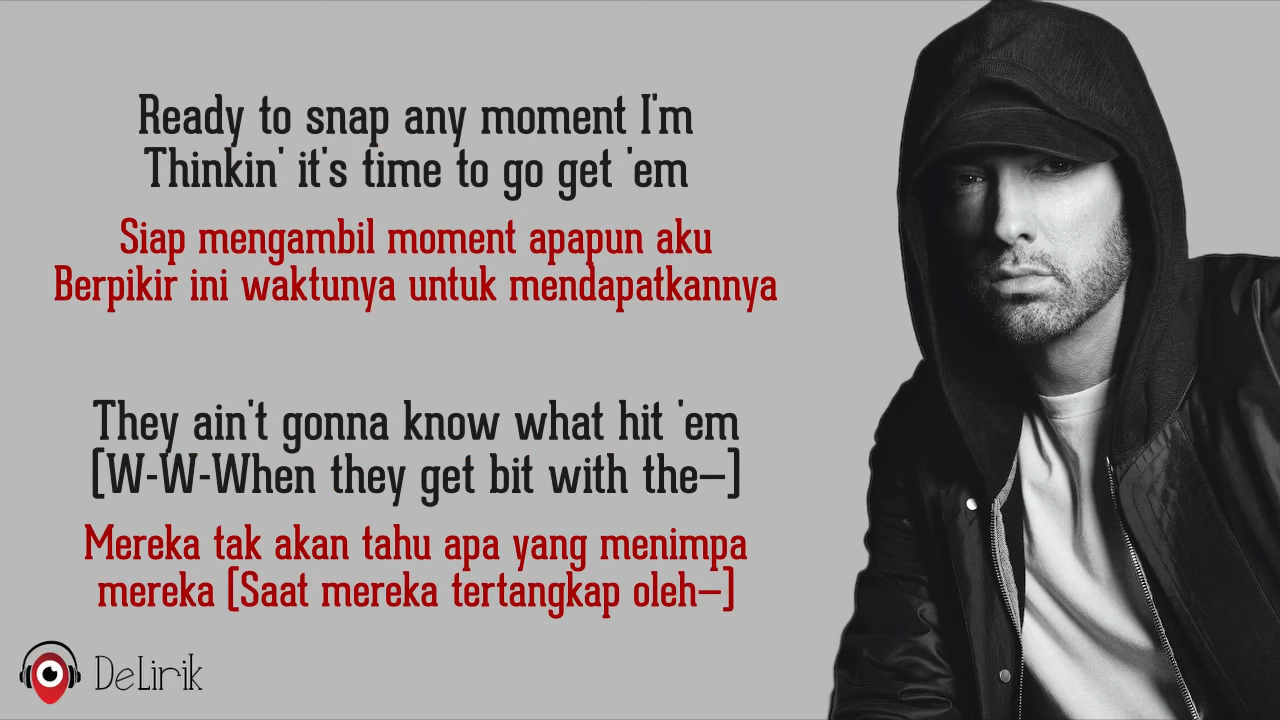 Ready to snap any moment I'm
Thinkin' it's time to go get 'em
Siap mengambil moment apapun aku
Berpikir ini waktunya untuk mendapatkannya
They ain't gonna know what hit 'em
[W-W-When they get bit with the–]
Mereka tak akan tahu apa yang menimpa
mereka [Saat mereka tertangkap oleh–]
DeLirik